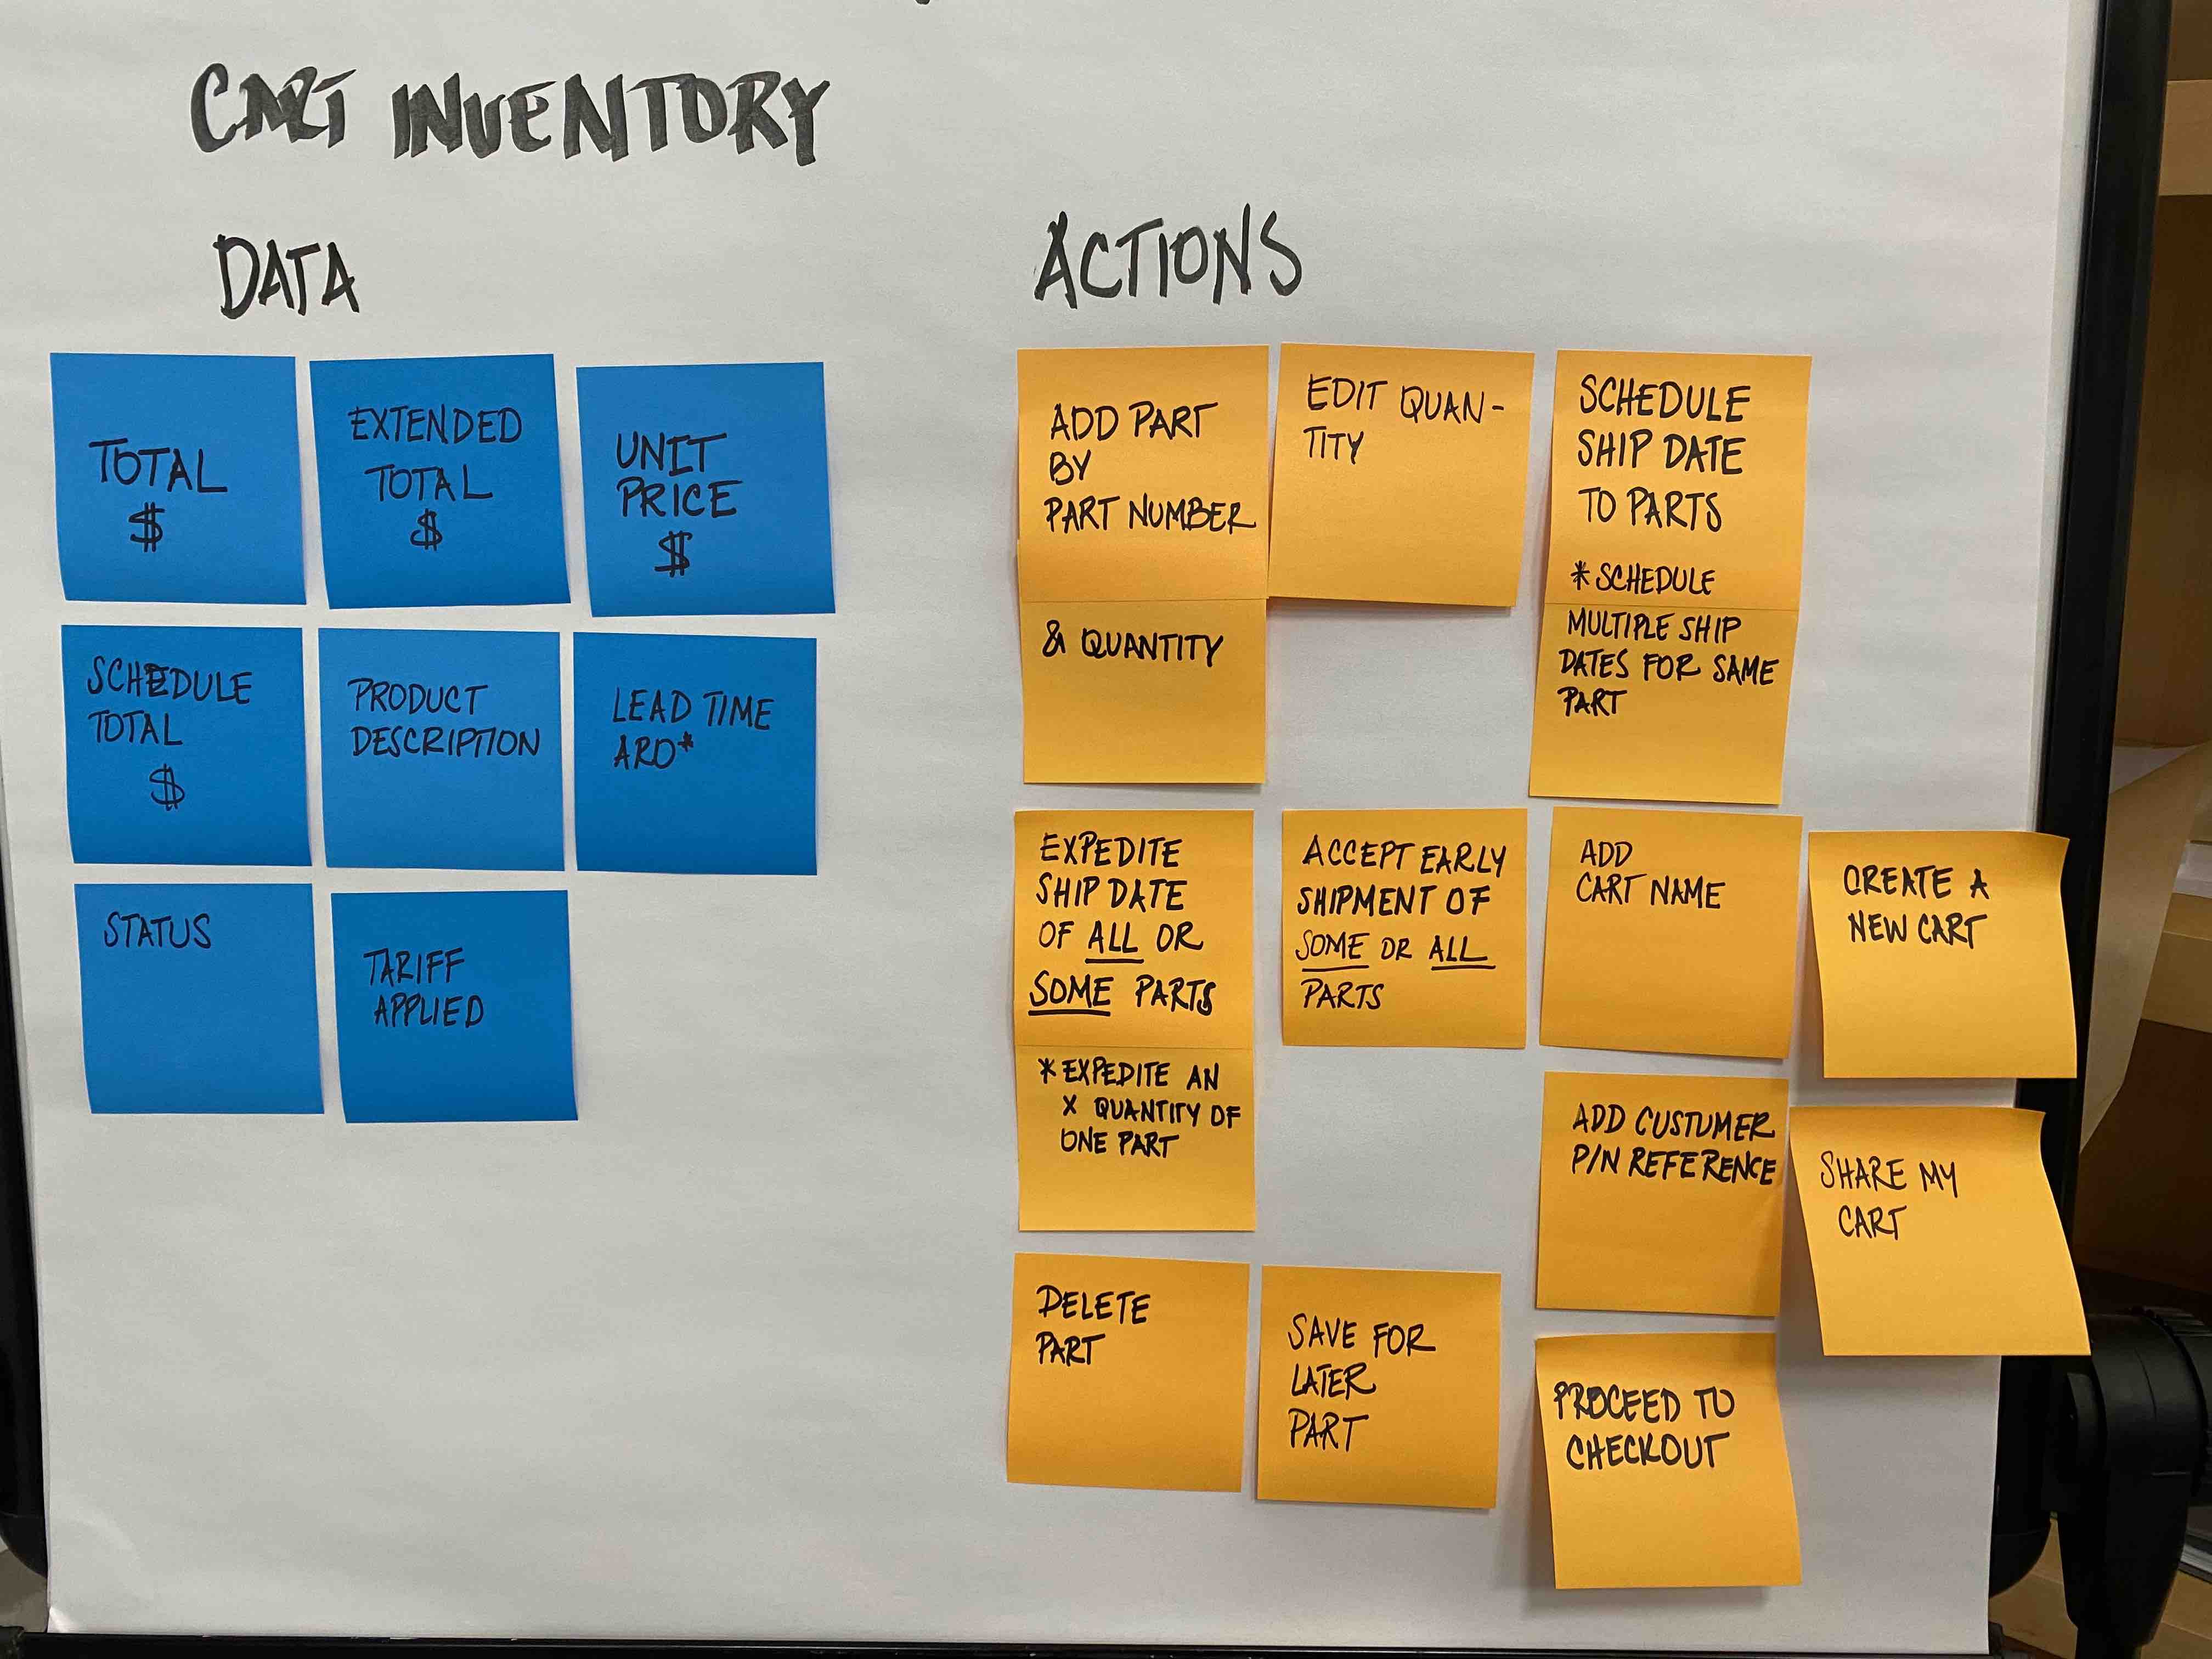 CART INVENTORY
DATA
TOTAL
$
EXTENDED
TOTAL
$
UNIT
PRICE
$
SCHEDULE
TOTAL
$
PRODUCT
DESCRIPTION
LEAD TIME
ARO*
STATUS
TARIFF
APPLIED
ACTIONS
ADD PART
BY
PART NUMBER
& QUANTITY
EDIT QUAN-
TITY
SCHEDULE
SHIP DATE
TO PARTS
* SCHEDULE
MULTIPLE SHIP
DATES FOR SAME
PART
EXPEDITE
SHIP DATE
OF ALL OR
SOME PARTS
* EXPEDITE AN
X QUANTITY OF
ONE PART
ACCEPT EARLY
SHIPMENT OF
SOME OR ALL
PARTS
ADD
CART NAME
CREATE A
NEW CART
ADD CUSTUMER
P/N REFERENCE
SHARE MY
CART
DELETE
PART
SAVE FOR
LATER
PART
PROCEED TO
CHECKOUT